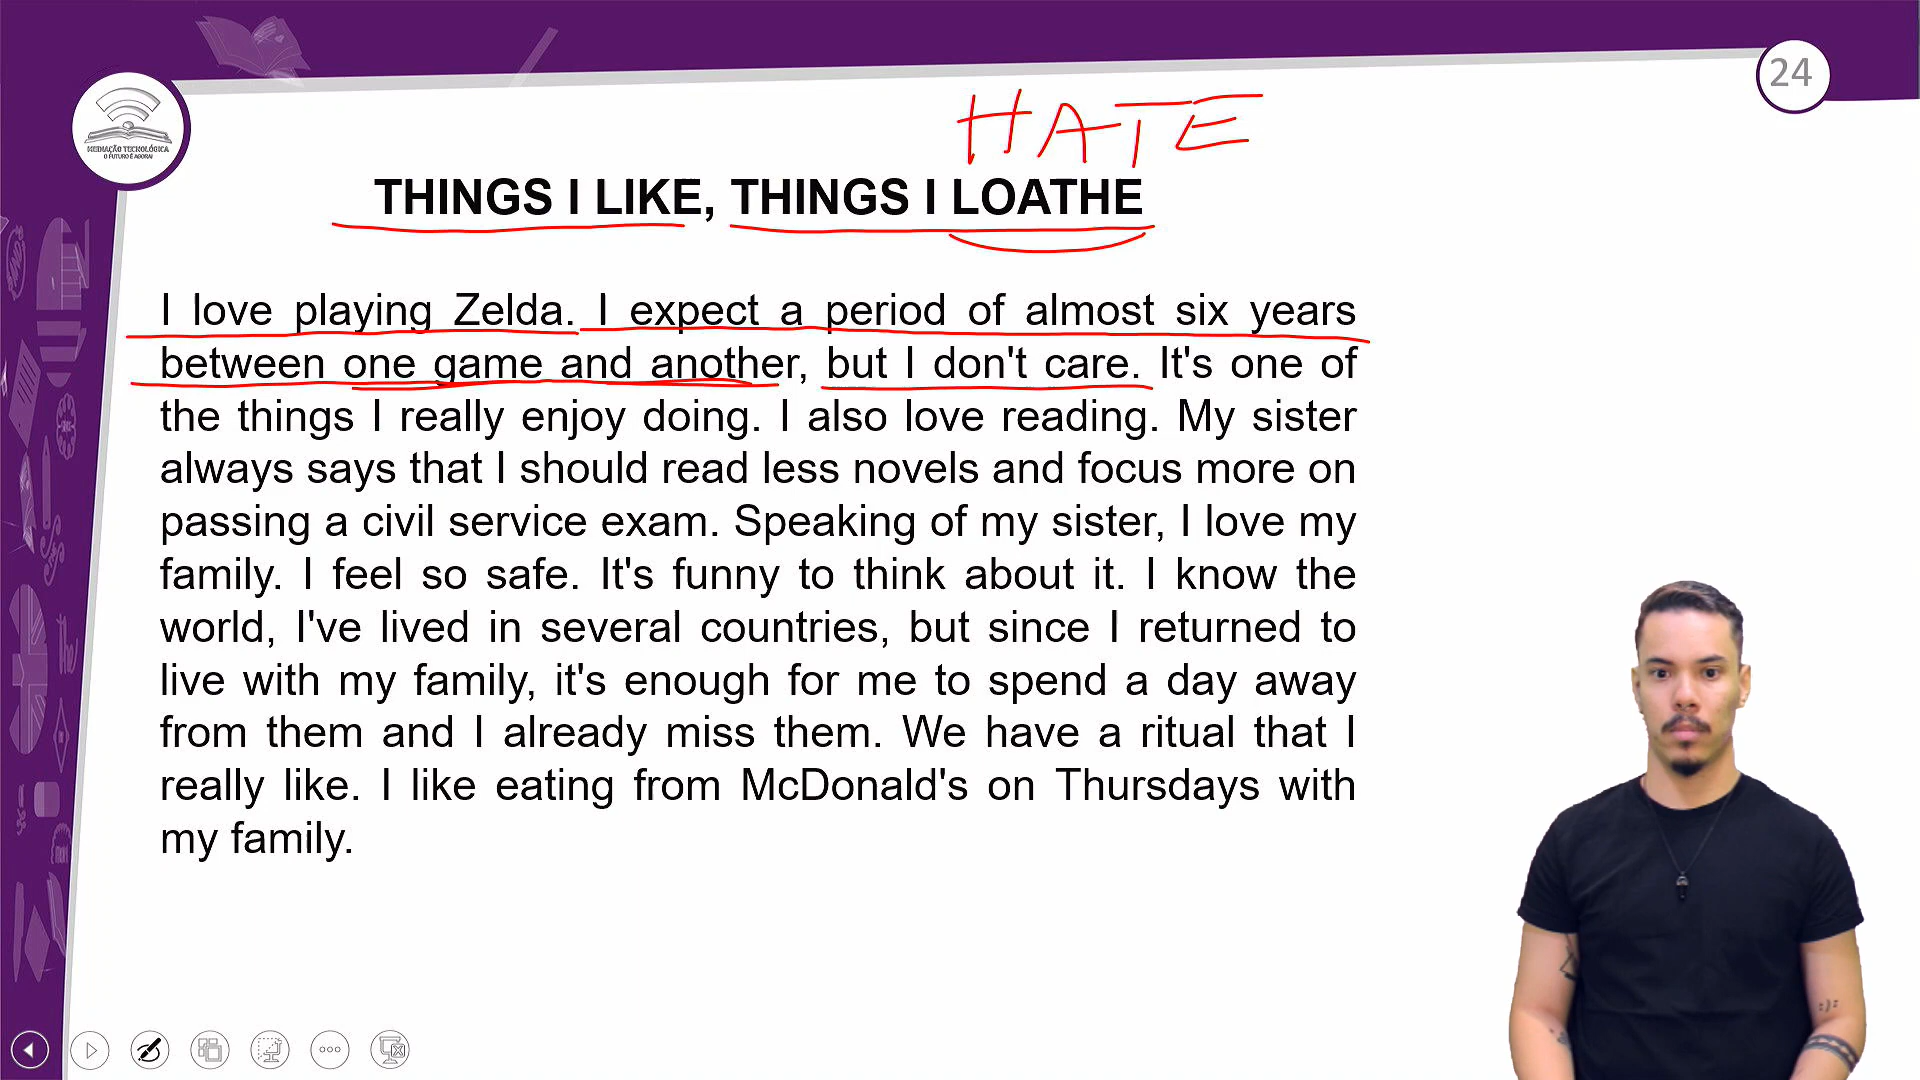 24
MEDIAÇÃO TECNOLÓGICA
O FUTURO É AGORA!
HATE
THINGS I LIKE, THINGS I LOATHE
I love playing Zelda. I expect a period of almost six years
between one game and another, but I don't care. It's one of
the things I really enjoy doing. I also love reading. My sister
always says that I should read less novels and focus more on
passing a civil service exam. Speaking of my sister, I love my
family. I feel so safe. It's funny to think about it. I know the
world, I've lived in several countries, but since I returned to
live with my family, it's enough for me to spend a day away
from them and I already miss them. We have a ritual that I
really like. I like eating from McDonald's on Thursdays with
my family.